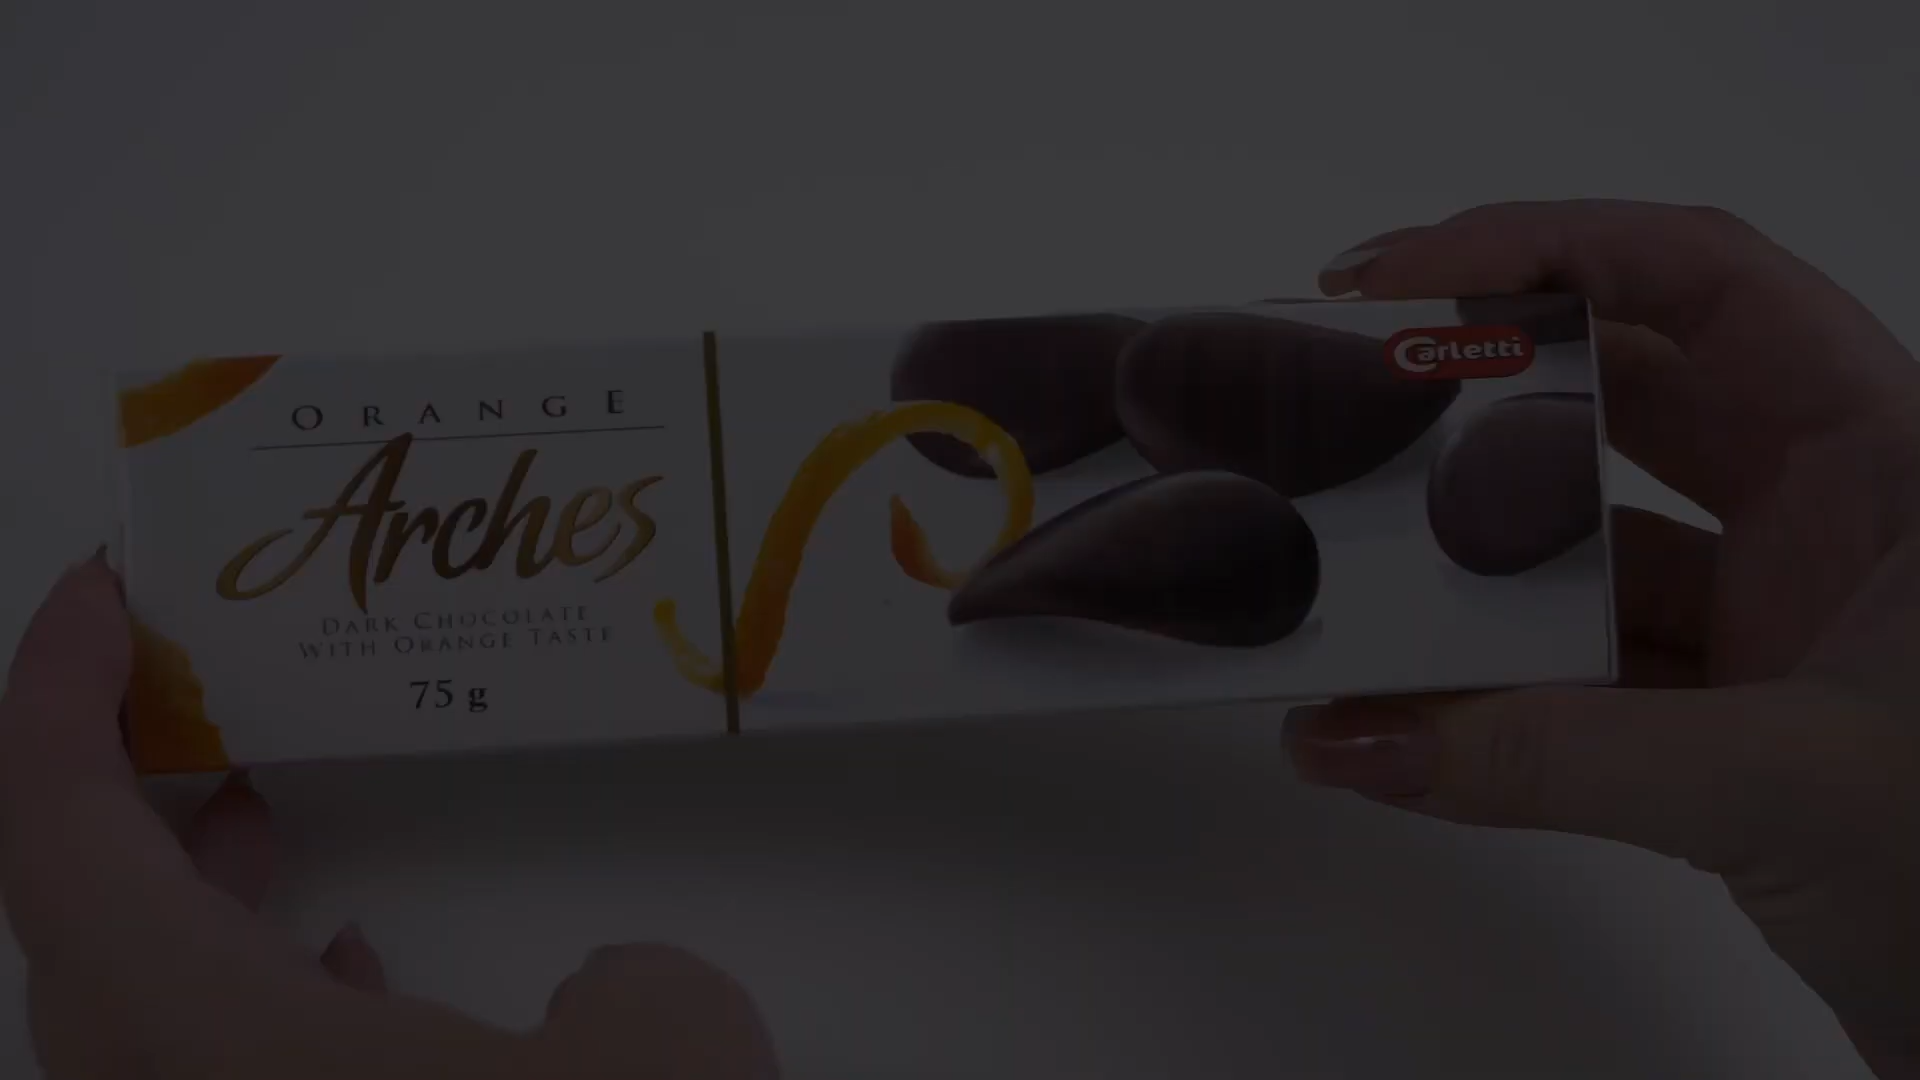 ORANGE
Arches
DARK CHOCOLATE
WITH ORANGE TASTE
75 g
Carletti